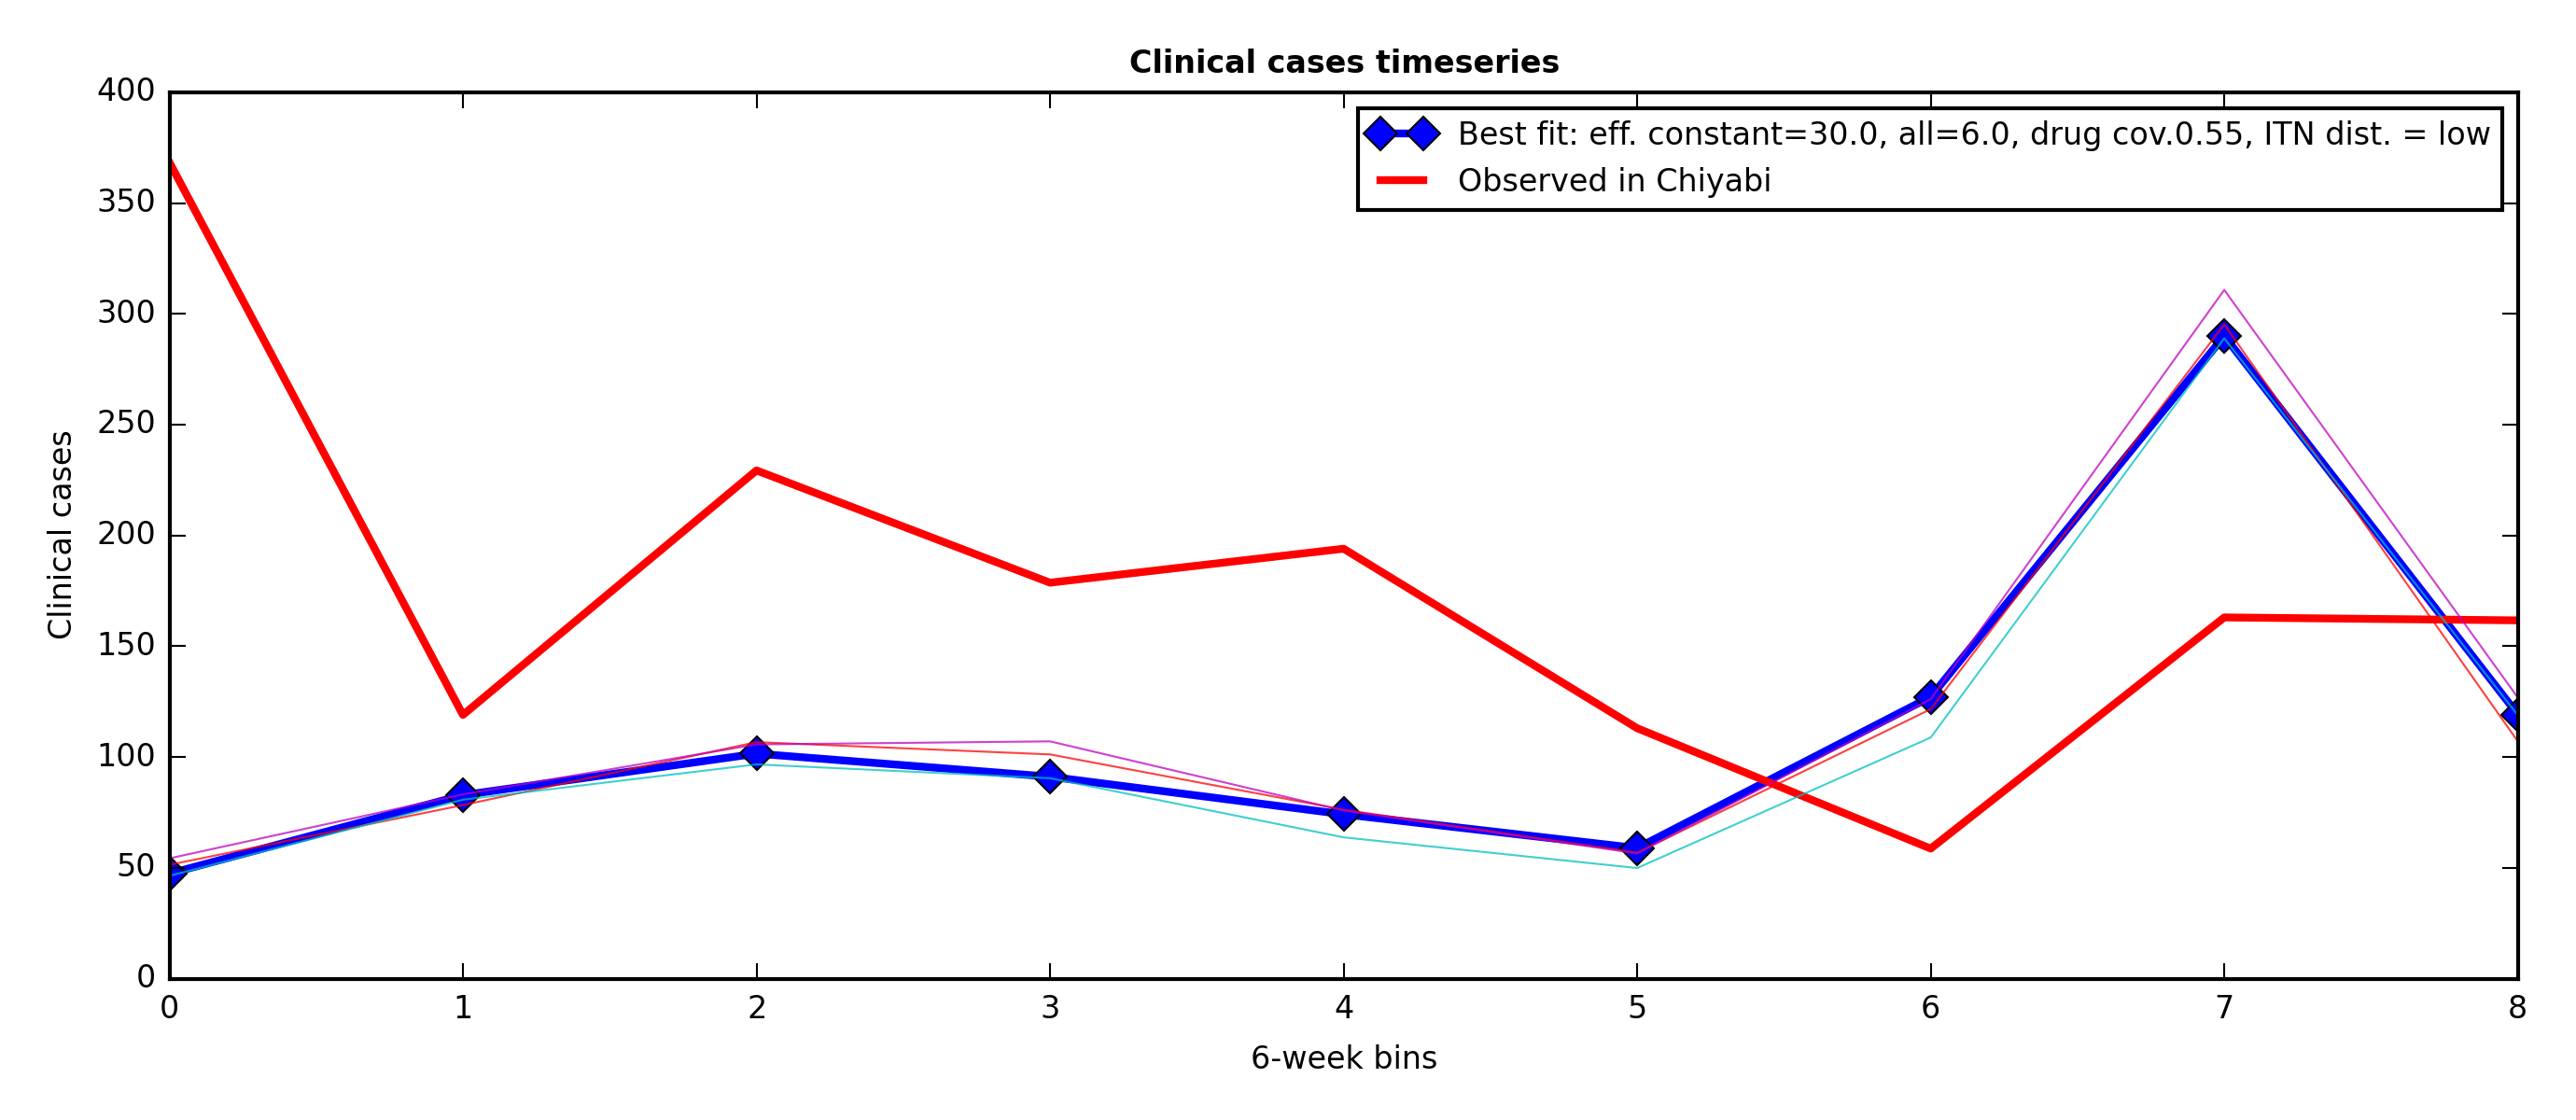 Clinical cases timeseries
400
350
300
250
200
150
100
50
0
Clinical cases
Best fit: eff. constant=30.0, all=6.0, drug cov.0.55, ITN dist. = low
Observed in Chiyabi
0 1 2 3 4 5 6 7 8
6-week bins